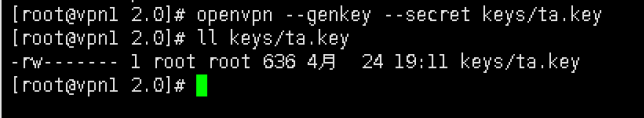 [root@vpn1 2.0]# openvpn --genkey --secret keys/ta.key
[root@vpn1 2.0]# ll keys/ta.key
-rw------- 1 root root 636 4月  24 19:11 keys/ta.key
[root@vpn1 2.0]#